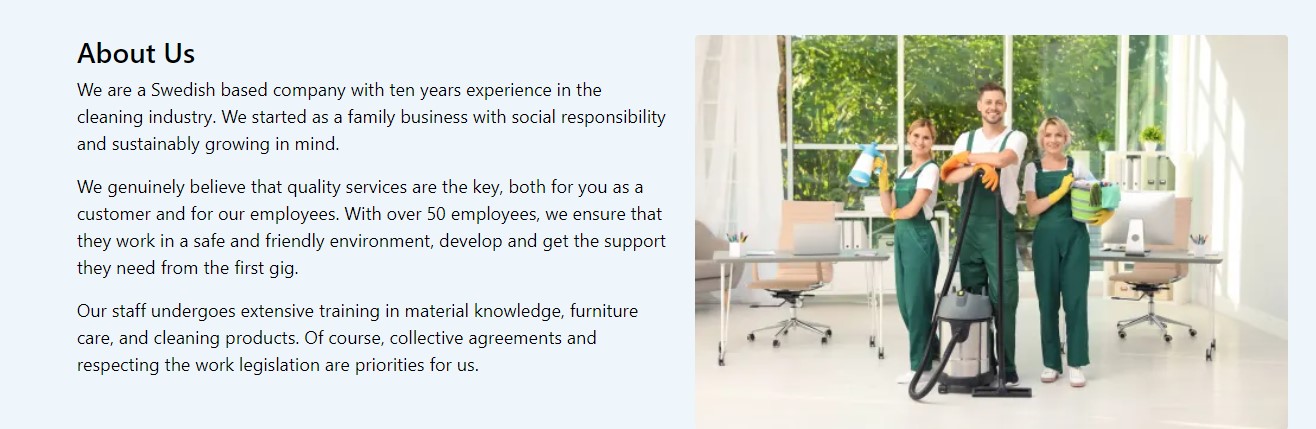 About Us
We are a Swedish based company with ten years experience in the
cleaning industry. We started as a family business with social responsibility
and sustainably growing in mind.
We genuinely believe that quality services are the key, both for you as a
customer and for our employees. With over 50 employees, we ensure that
they work in a safe and friendly environment, develop and get the support
they need from the first gig.
Our staff undergoes extensive training in material knowledge, furniture
care, and cleaning products. Of course, collective agreements and
respecting the work legislation are priorities for us.